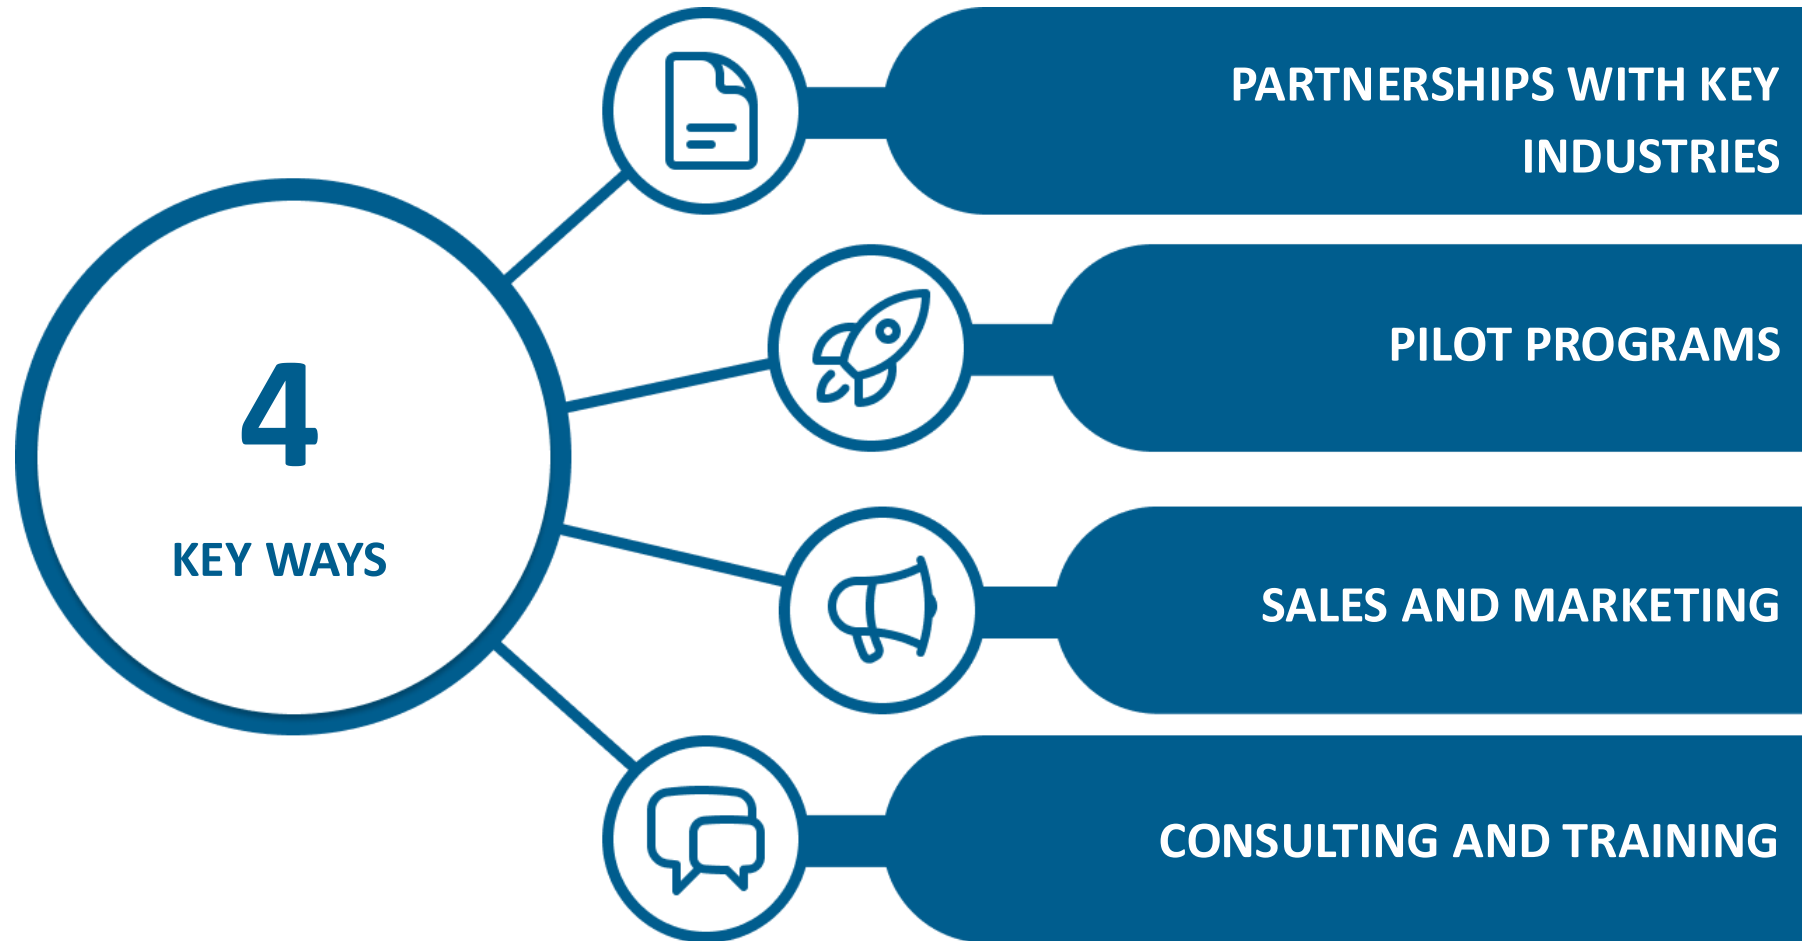 4
KEY WAYS
PARTNERSHIPS WITH KEY
INDUSTRIES
PILOT PROGRAMS
SALES AND MARKETING
CONSULTING AND TRAINING